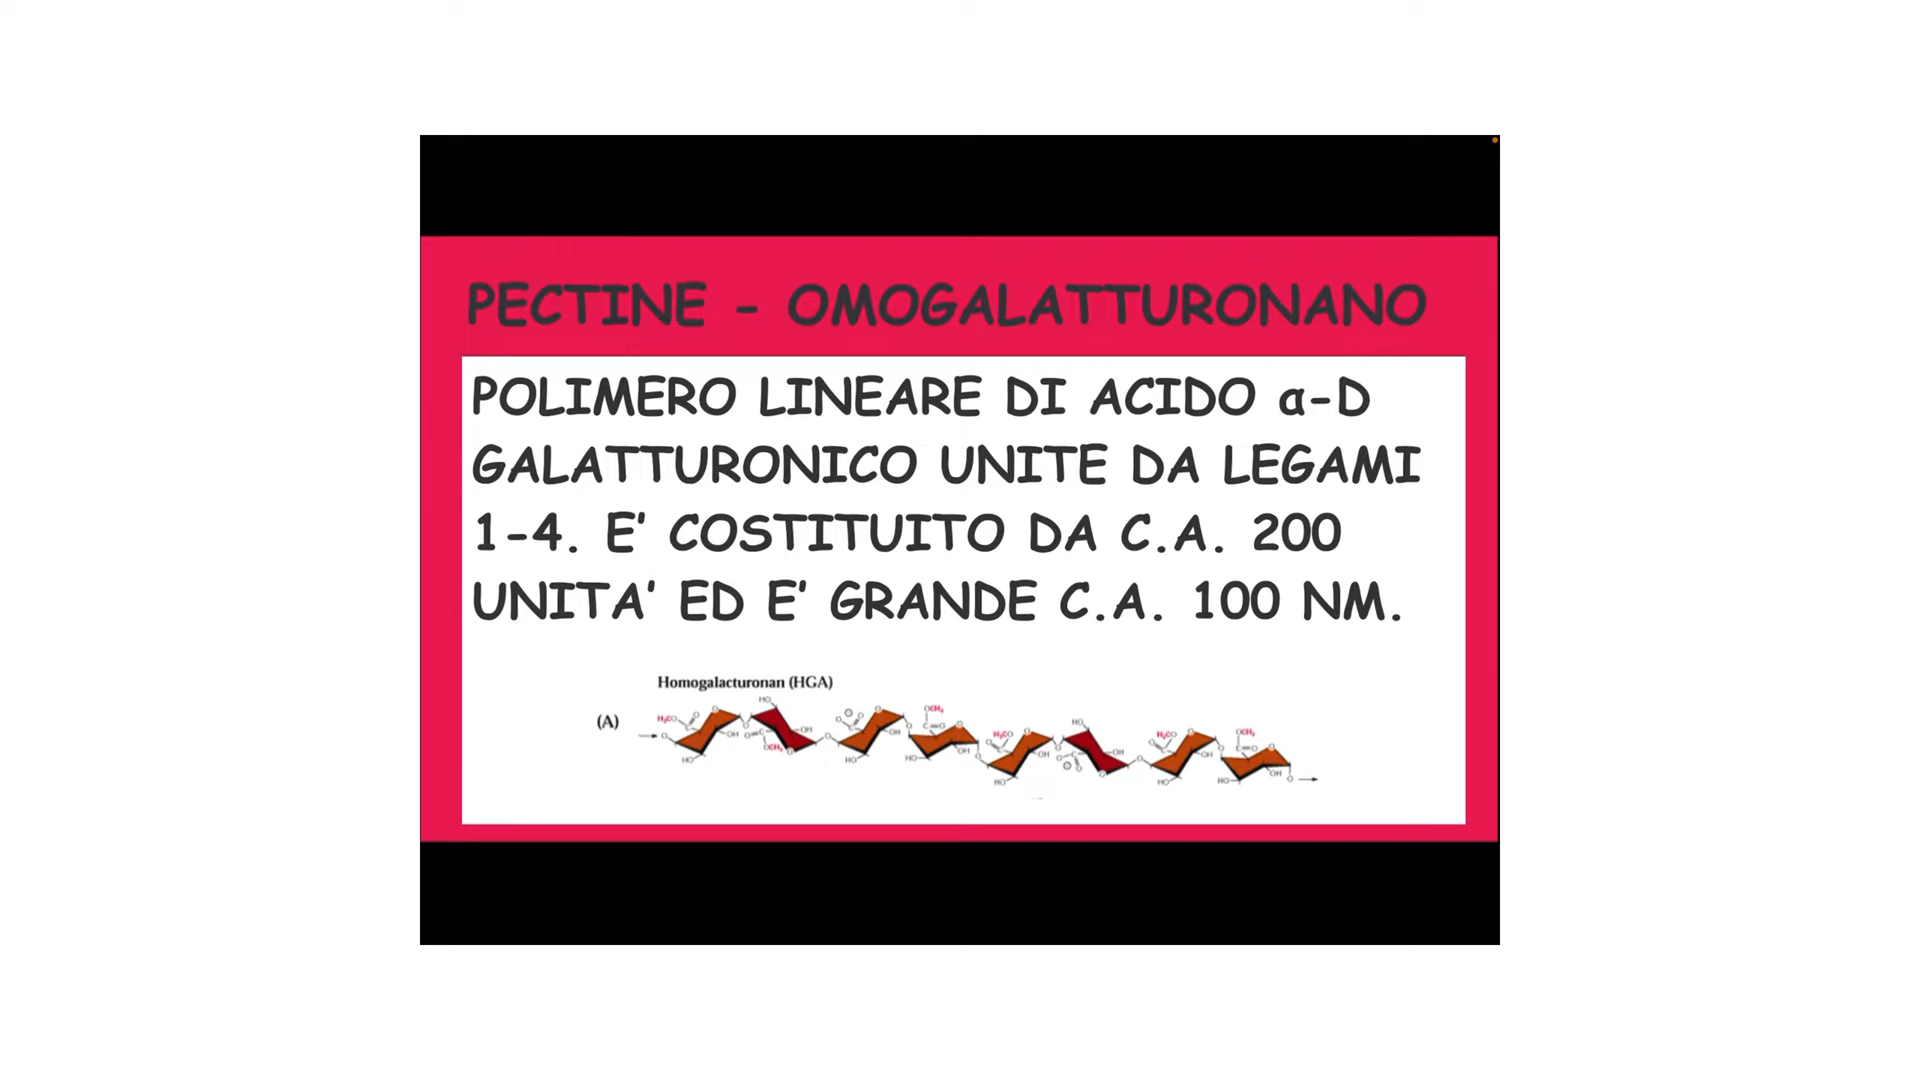 PECTINE - OMOGALATTURONANO
POLIMERO LINEARE DI ACIDO α-D
GALATTURONICO UNITE DA LEGAMI
1-4. E' COSTITUITO DA C.A. 200
UNITA' ED E' GRANDE C.A. 100 NM.
Homogalacturonan (HGA)
(A)